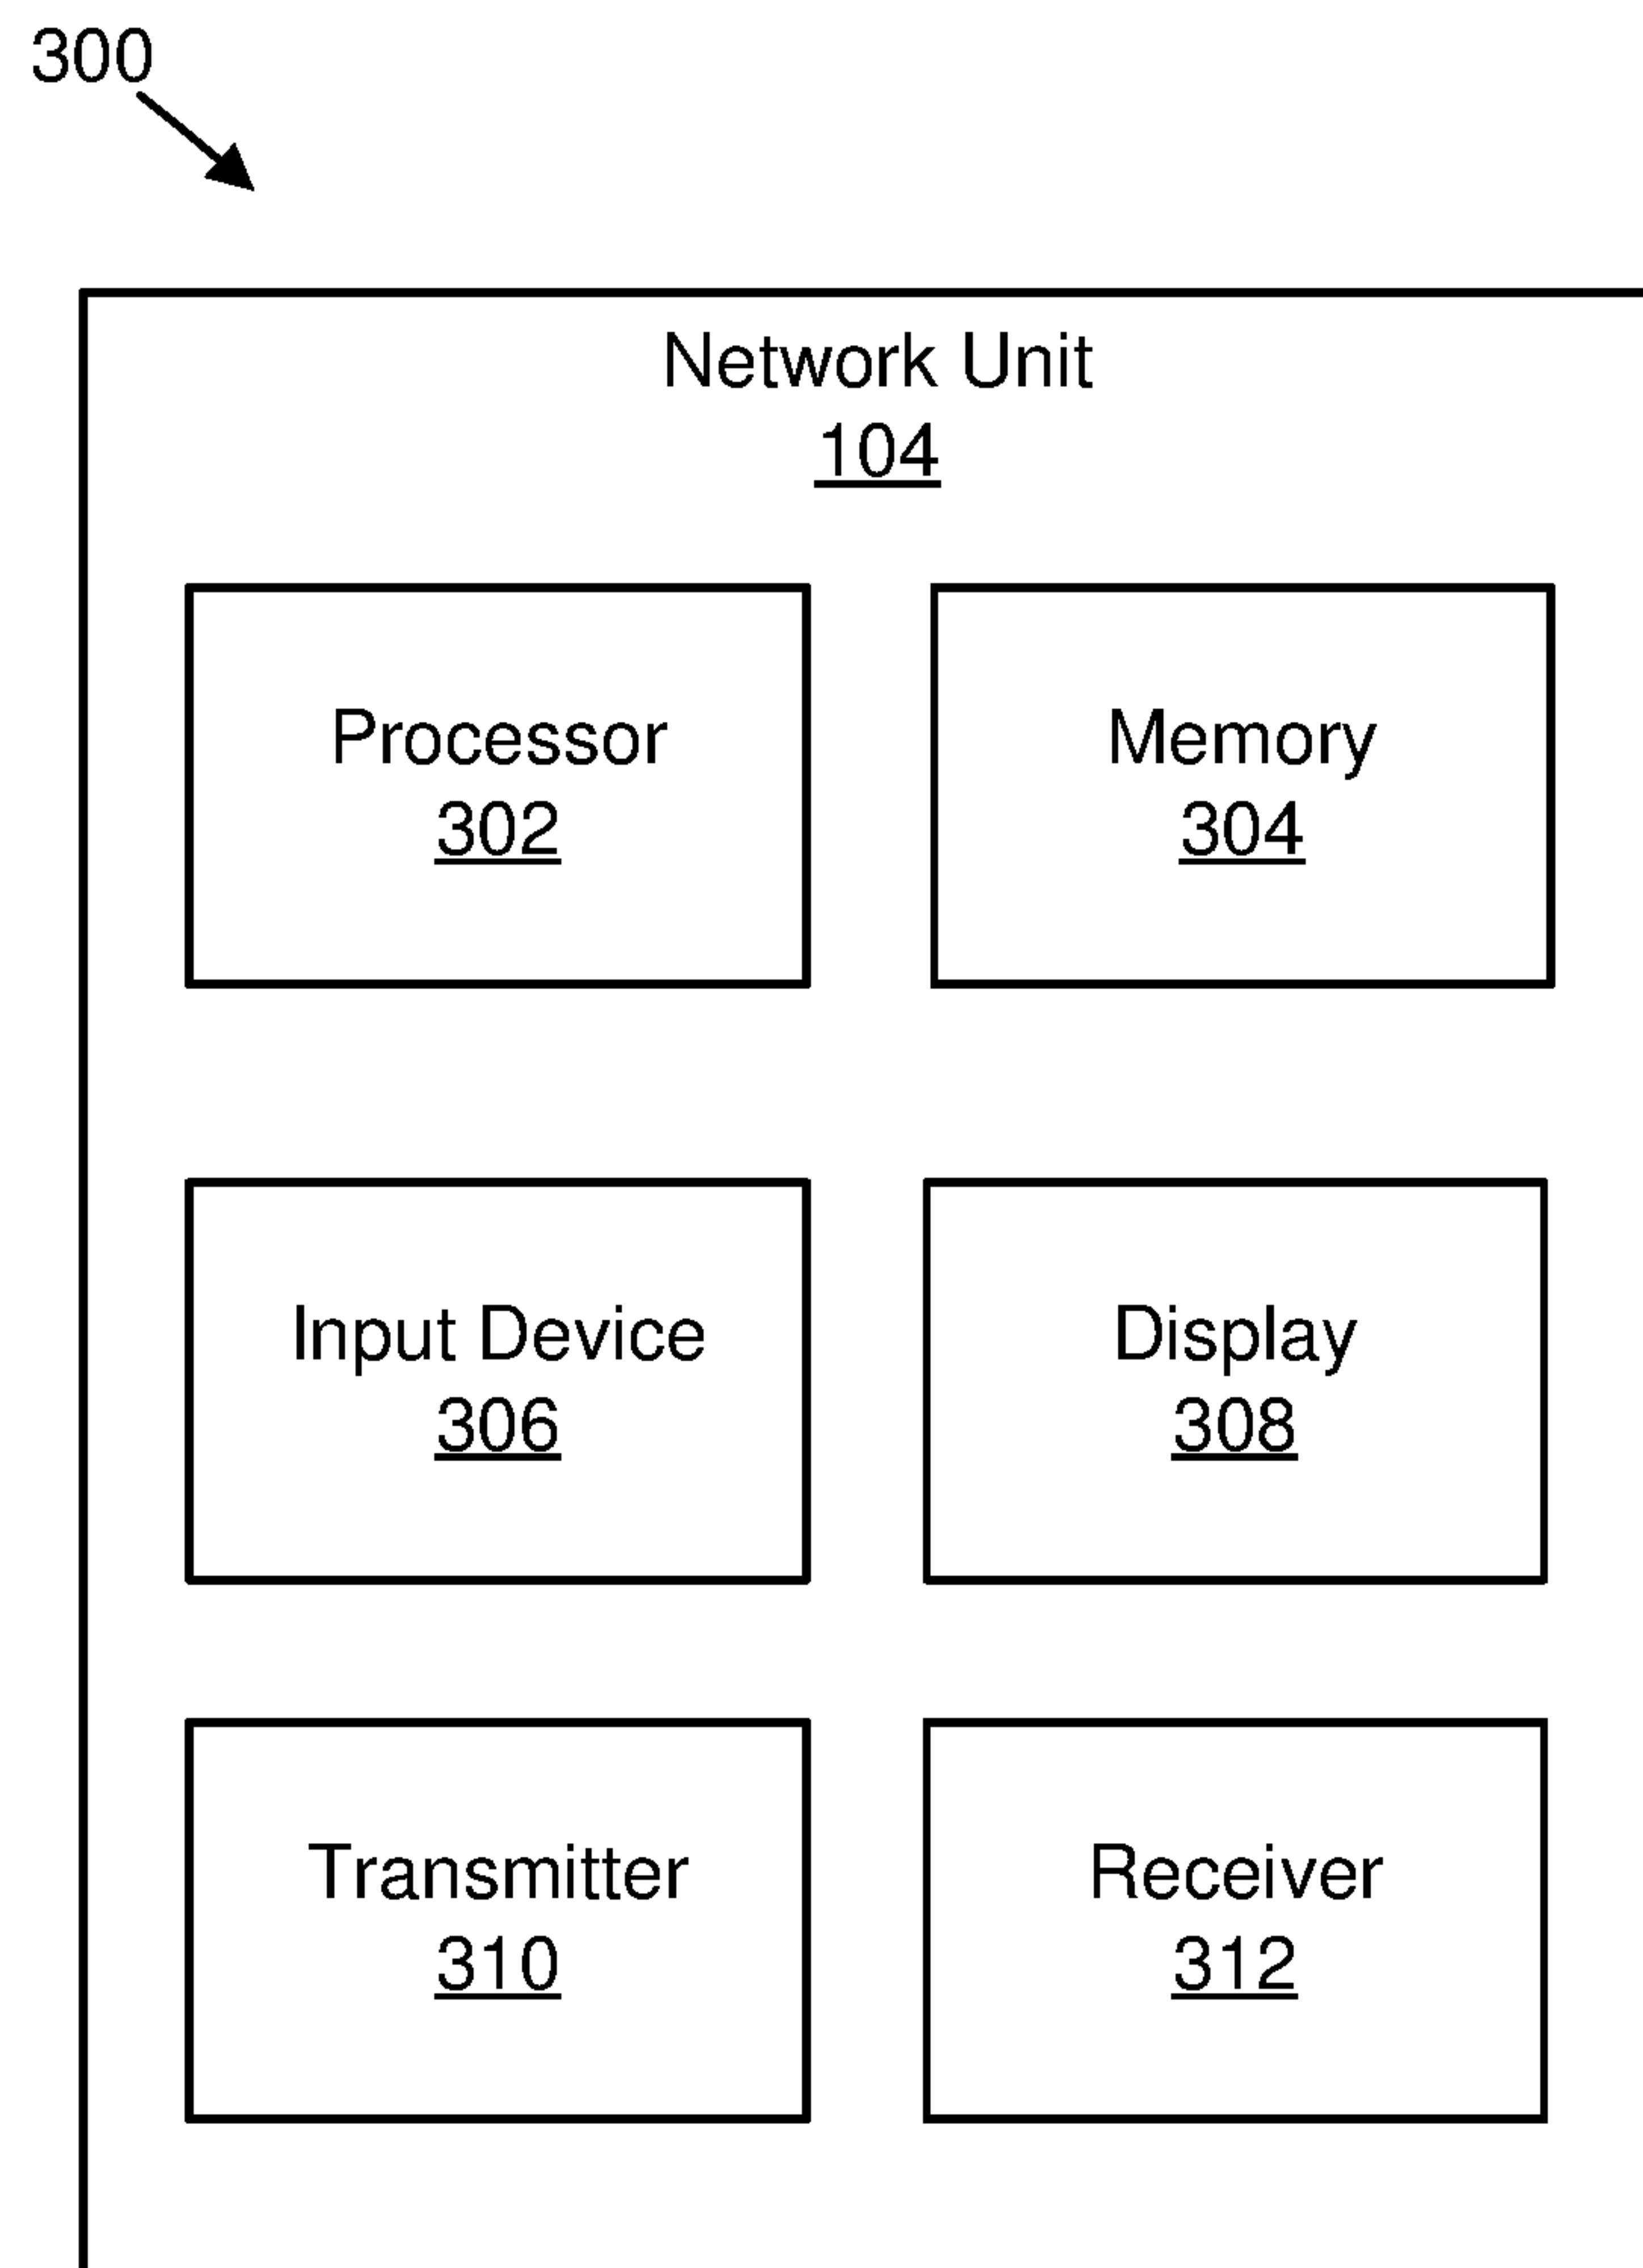 300
Network Unit
104
Processor
302
Memory
304
Input Device
306
Display
308
Transmitter
310
Receiver
312